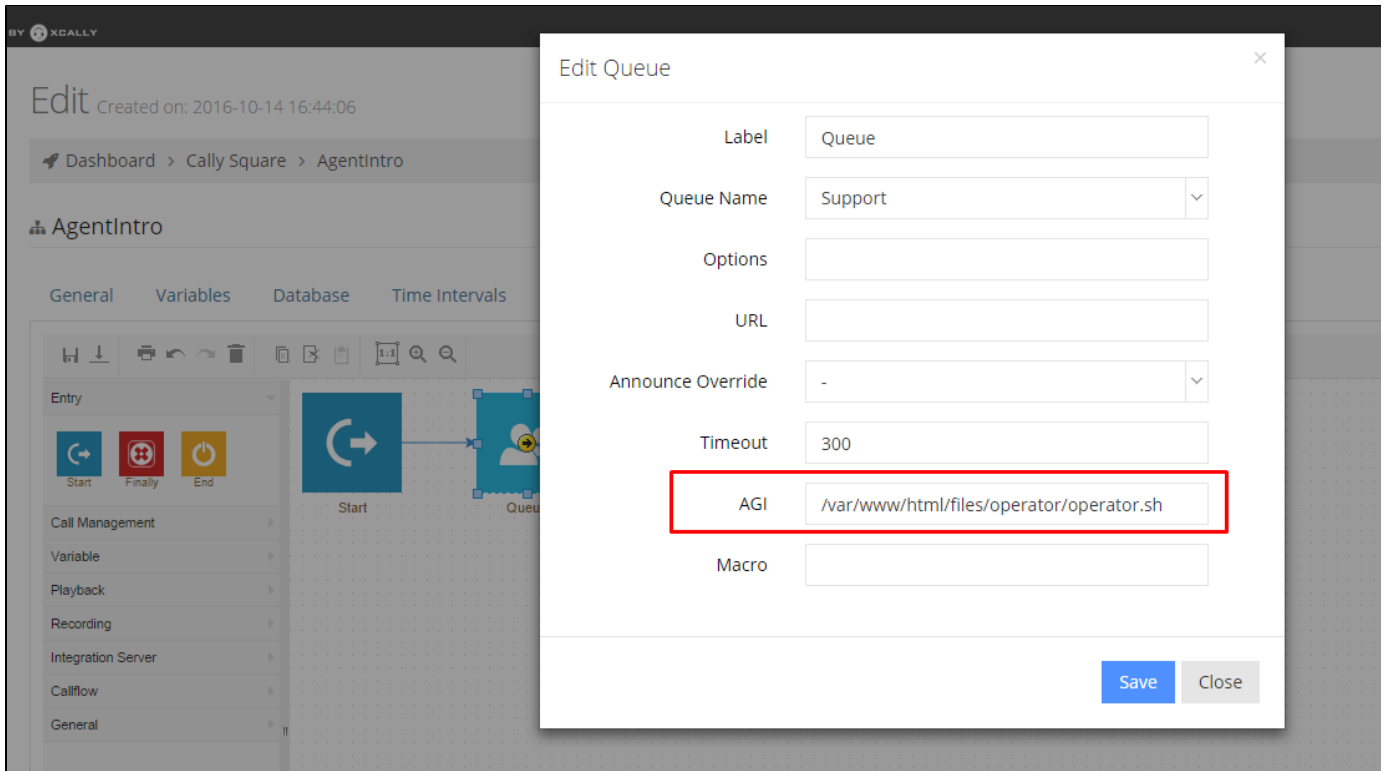 BY XCALLY
Edit Created on: 2016-10-14 16:44:06
Dashboard > Cally Square > AgentIntro
AgentIntro
General Variables Database Time Intervals
1:1
Entry
Start Finally End
Call Management
Variable
Playback
Recording
Integration Server
Callflow
General
Start
Queu
Edit Queue ×
Label Queue
Queue Name Support
Options
URL
Announce Override -
Timeout 300
AGI /var/www/html/files/operator/operator.sh
Macro
Save Close